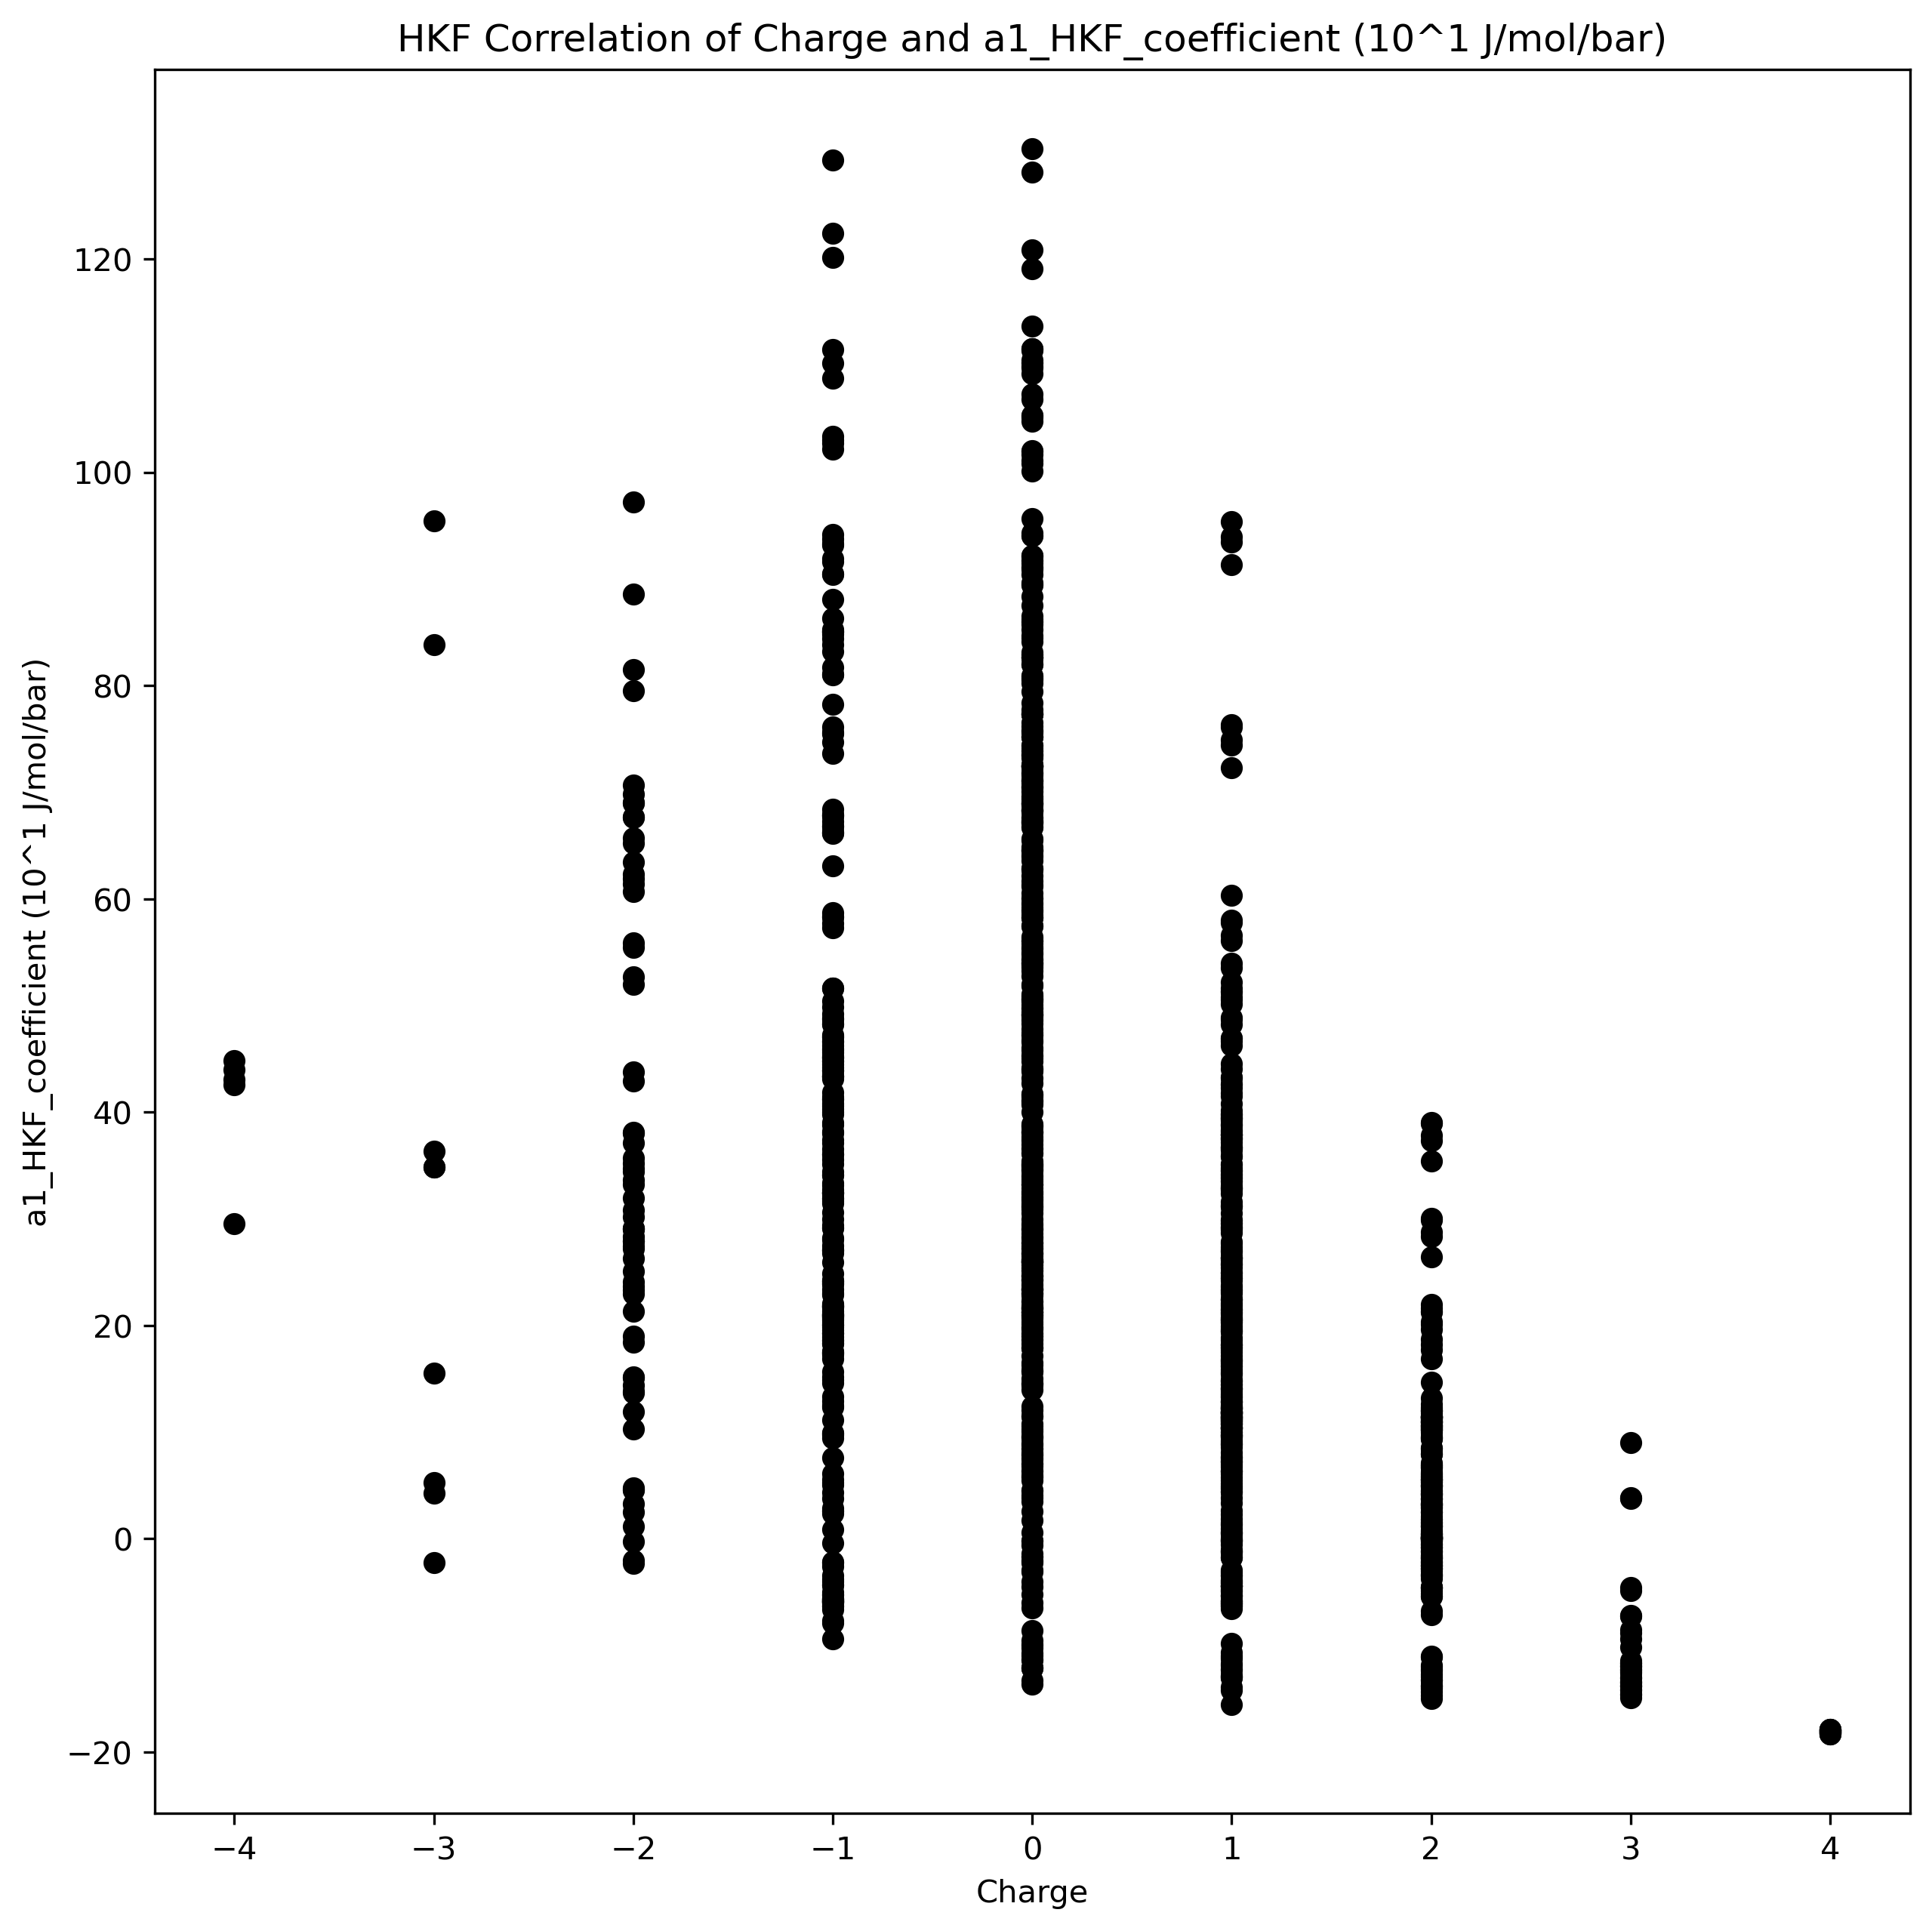 HKF Correlation of Charge and a1_HKF_coefficient (10^1 J/mol/bar)
a1_HKF_coefficient (10^1 J/mol/bar)
120
100
80
60
40
20
0
−20
−4 −3 −2 −1 0 1 2 3 4
Charge